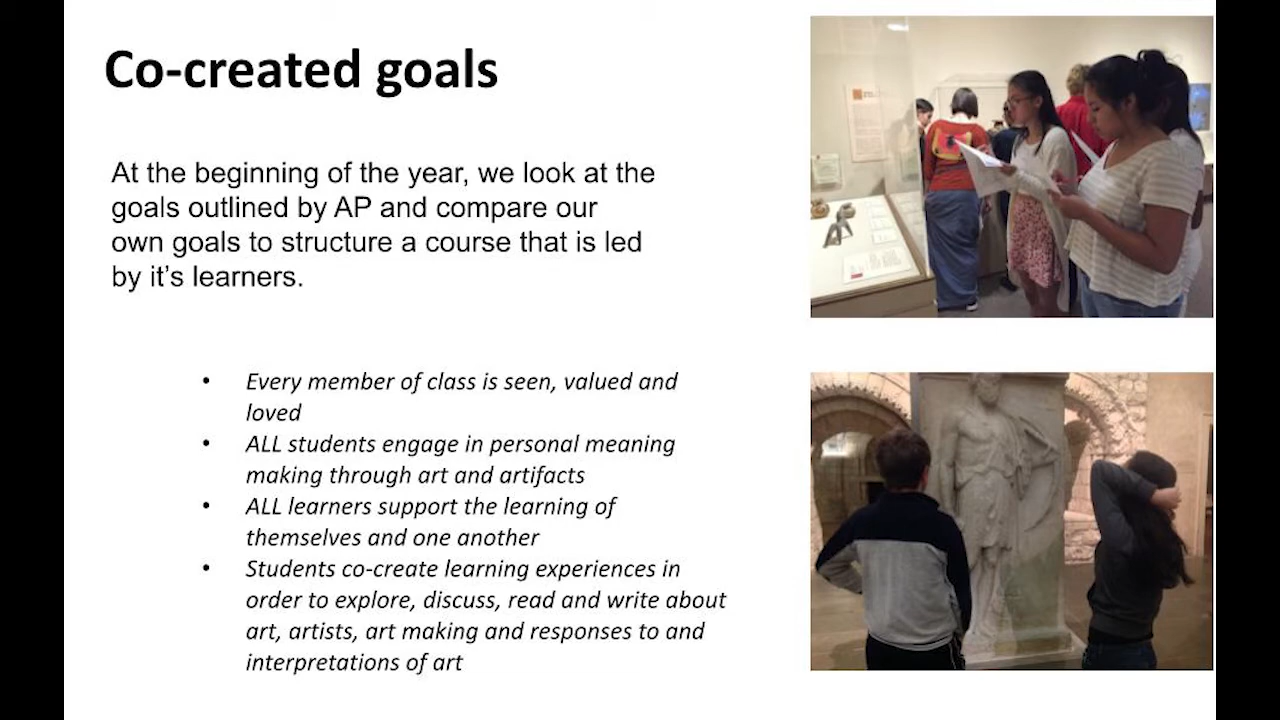 Co-created goals
At the beginning of the year, we look at the
goals outlined by AP and compare our
own goals to structure a course that is led
by it’s learners.
• Every member of class is seen, valued and
loved
• ALL students engage in personal meaning
making through art and artifacts
• ALL learners support the learning of
themselves and one another
• Students co-create learning experiences in
order to explore, discuss, read and write about
art, artists, art making and responses to and
interpretations of art